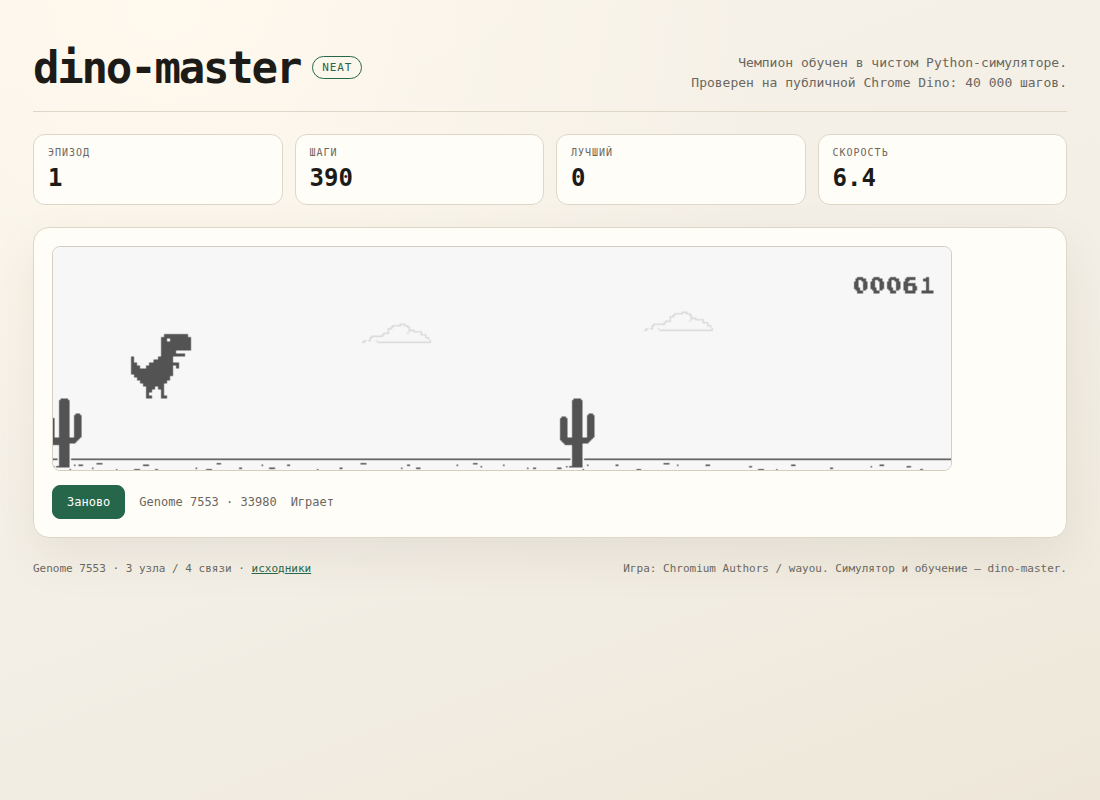 dino-master NEAT
Чемпион обучен в чистом Python-симуляторе.
Проверен на публичной Chrome Dino: 40 000 шагов.
ЭПИЗОД
1
ШАГИ
390
ЛУЧШИЙ
0
СКОРОСТЬ
6.4
00061
Заново Genome 7553 · 33980 Играет
Genome 7553 · 3 узла / 4 связи · исходники
Игра: Chromium Authors / wayou. Симулятор и обучение — dino-master.